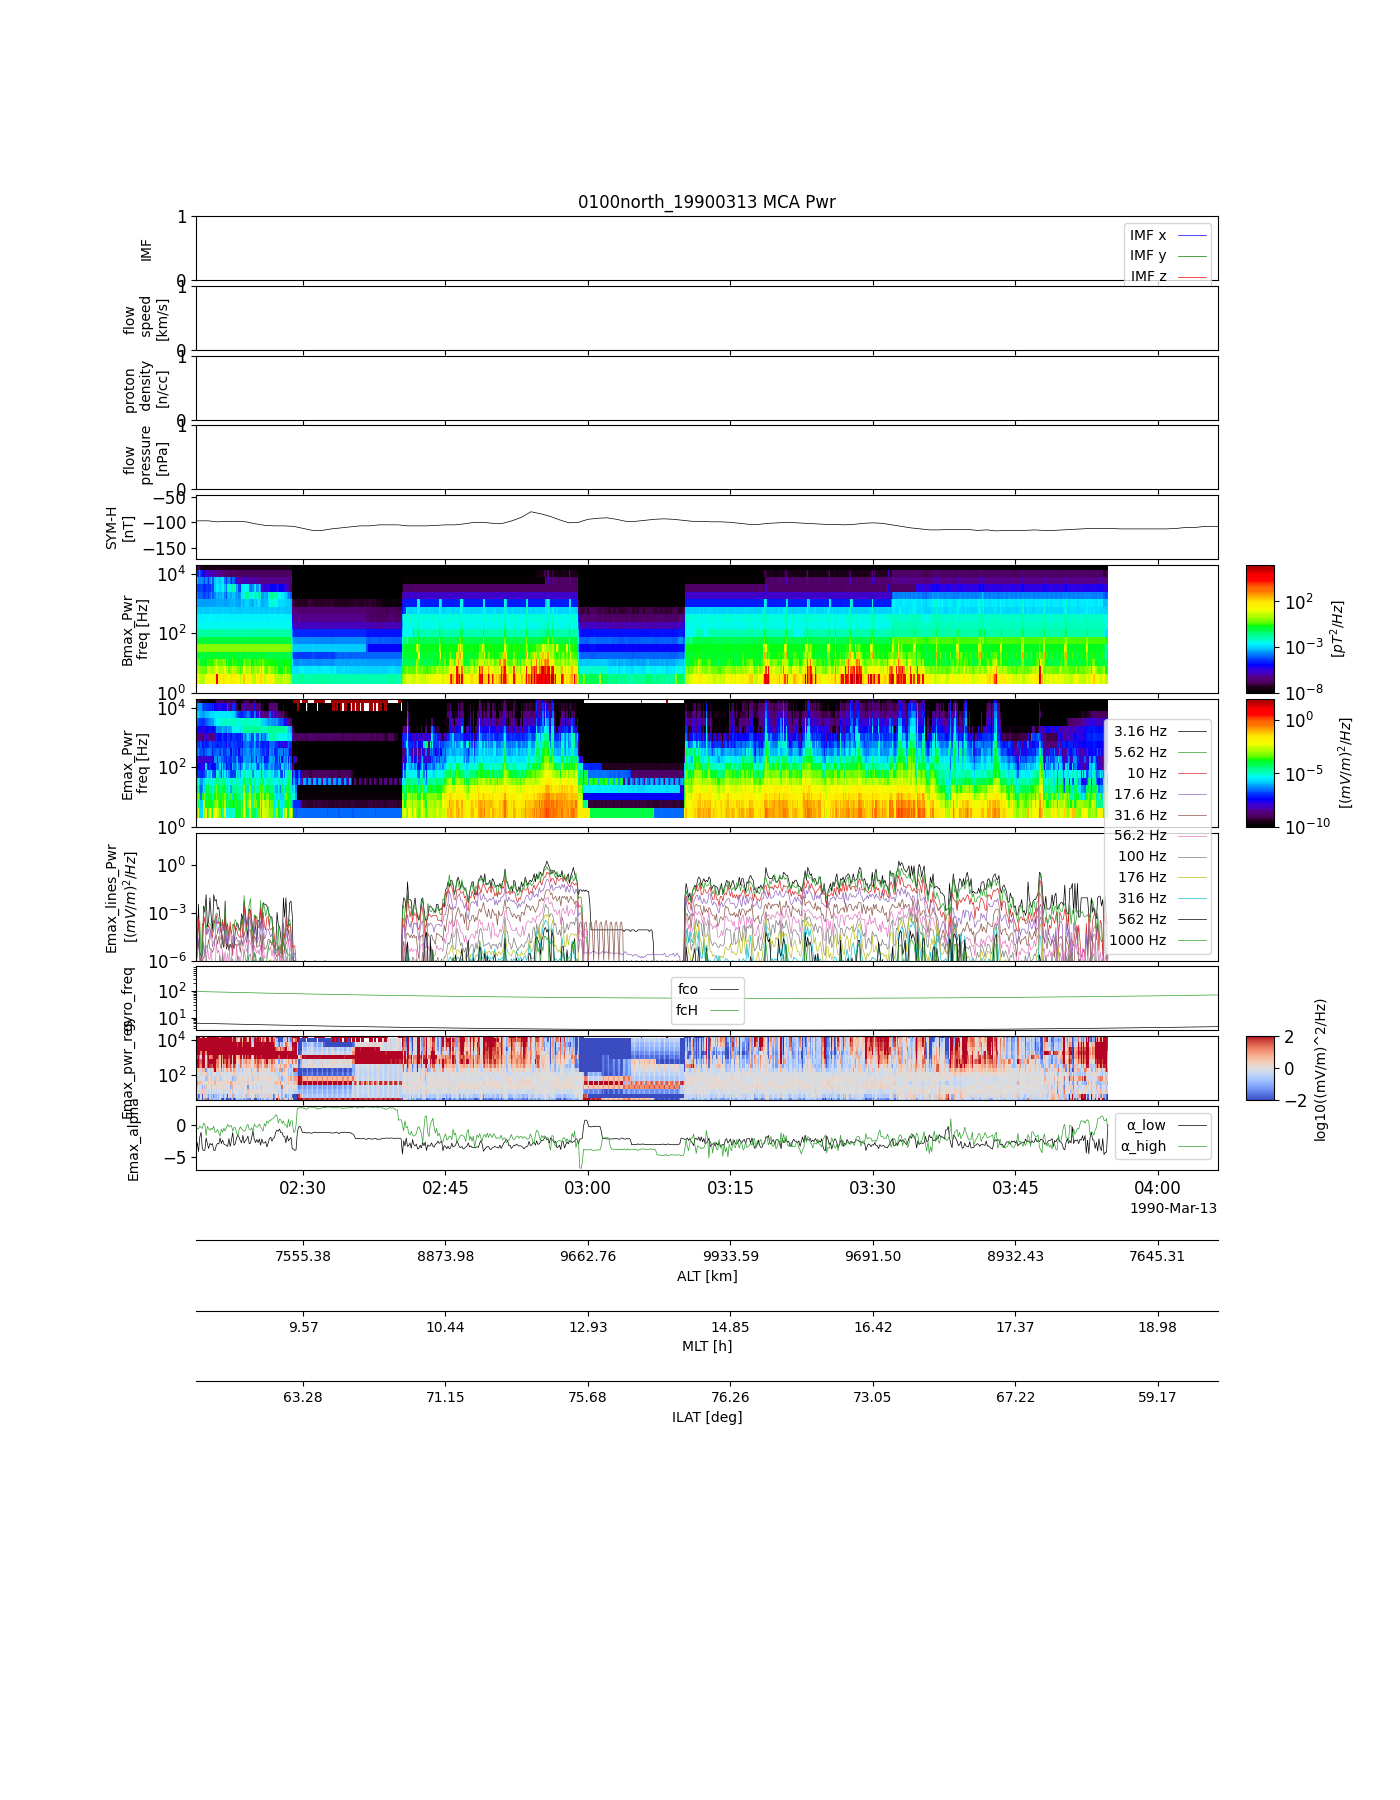 0100north_19900313 MCA Pwr
1
0
IMF
IMF x
IMF y
IMF z
1
0
flow
speed
[km/s]
1
0
proton
density
[n/cc]
1
0
flow
pressure
[nPa]
−50
−100
−150
SYM-H
[nT]
10^4
10^2
10^0
Bmax_Pwr
freq [Hz]
10^2
10^−3
10^−8
[pT^2/Hz]
10^4
10^2
10^0
Emax_Pwr
freq [Hz]
10^0
10^−5
10^−10
[(mV/m)^2/Hz]
3.16 Hz
5.62 Hz
10 Hz
17.6 Hz
31.6 Hz
56.2 Hz
100 Hz
176 Hz
316 Hz
562 Hz
1000 Hz
10^0
10^−3
10^−6
Emax_lines_Pwr
[(mV/m)^2/Hz]
10^2
10^1
gyro_freq
fco
fcH
10^4
10^2
Emax_pwr_reg
2
0
−2
log10((mV/m)^2/Hz)
0
−5
Emax_alpha
α_low
α_high
02:30 02:45 03:00 03:15 03:30 03:45 04:00
1990-Mar-13
7555.38 8873.98 9662.76 9933.59 9691.50 8932.43 7645.31
ALT [km]
9.57 10.44 12.93 14.85 16.42 17.37 18.98
MLT [h]
63.28 71.15 75.68 76.26 73.05 67.22 59.17
ILAT [deg]